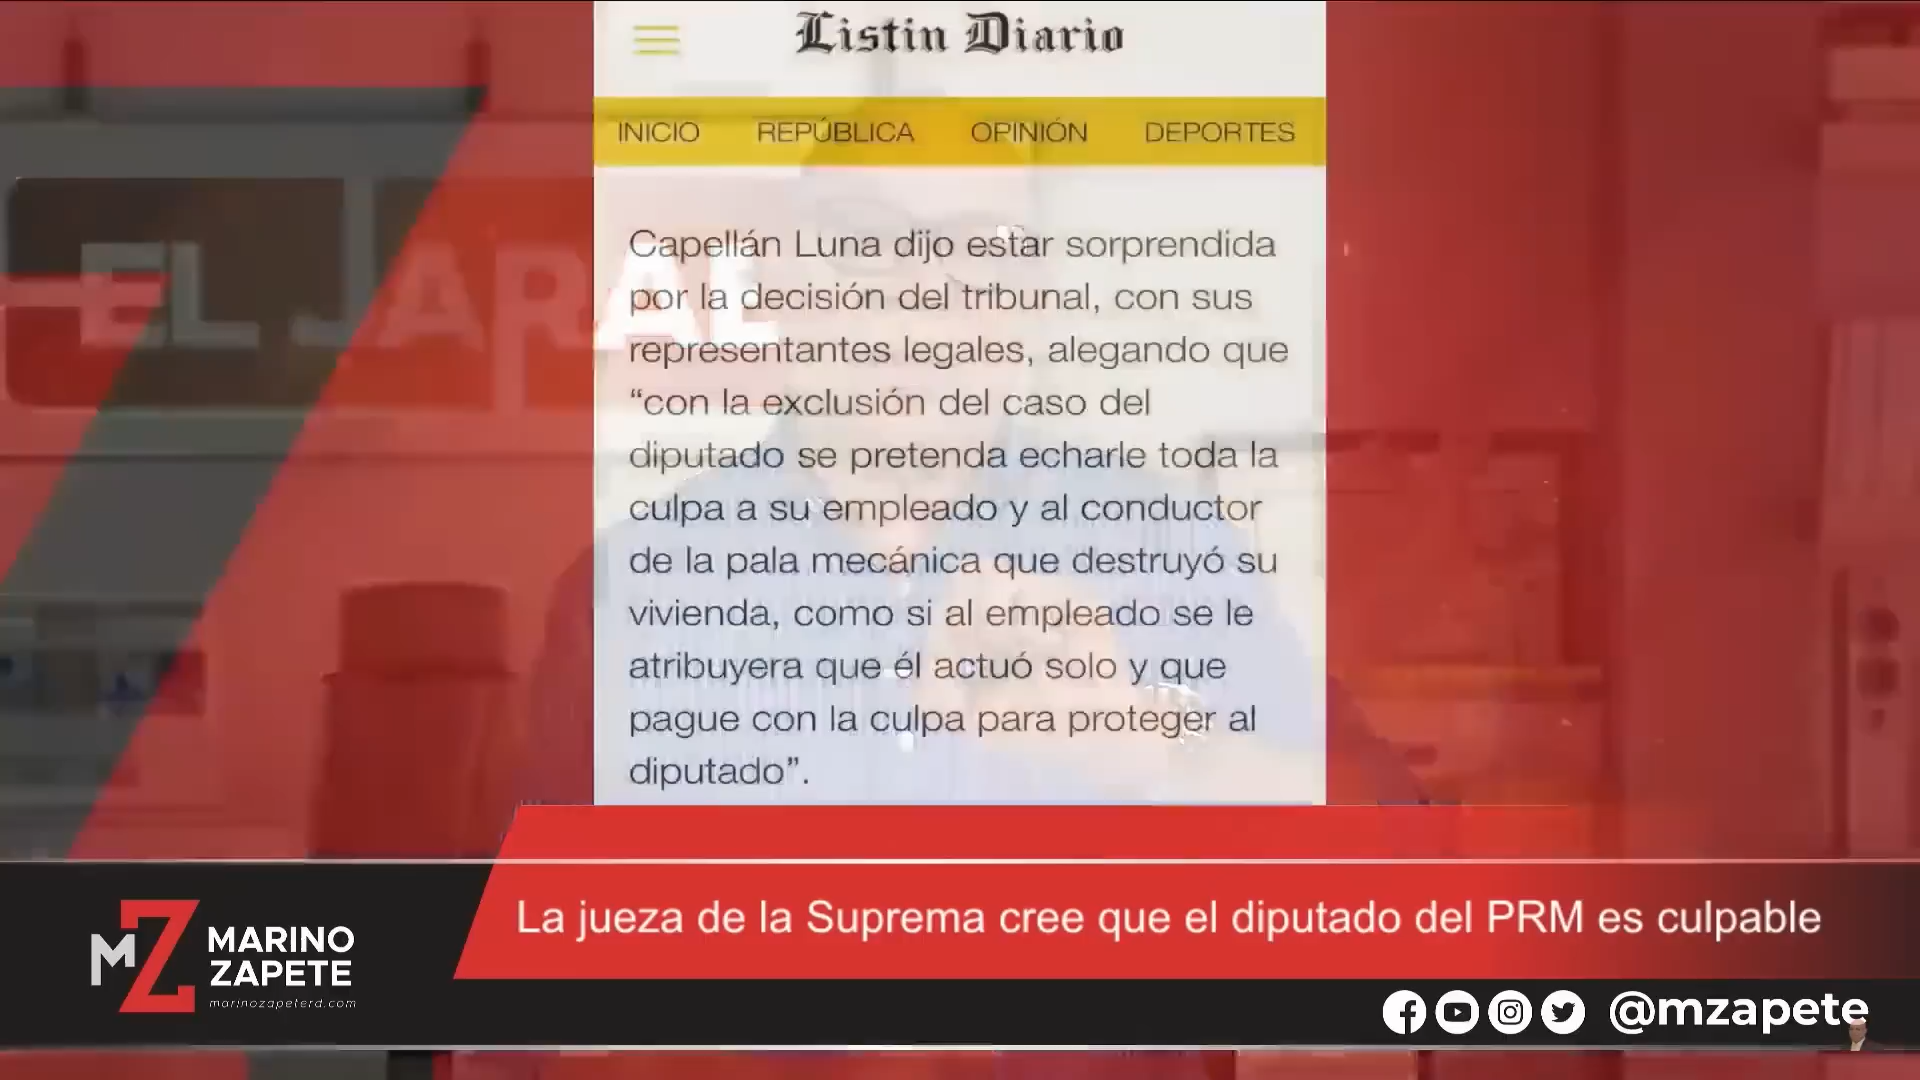 Listin Diario
INICIO REPÚBLICA OPINIÓN DEPORTES
EL JARAL
Capellán Luna dijo estar sorprendida
por la decisión del tribunal, con sus
representantes legales, alegando que
“con la exclusión del caso del
diputado se pretenda echarle toda la
culpa a su empleado y al conductor
de la pala mecánica que destruyó su
vivienda, como si al empleado se le
atribuyera que él actuó solo y que
pague con la culpa para proteger al
diputado”.
La jueza de la Suprema cree que el diputado del PRM es culpable
MZ MARINO
ZAPETE
marinozapeterd.com
@mzapete